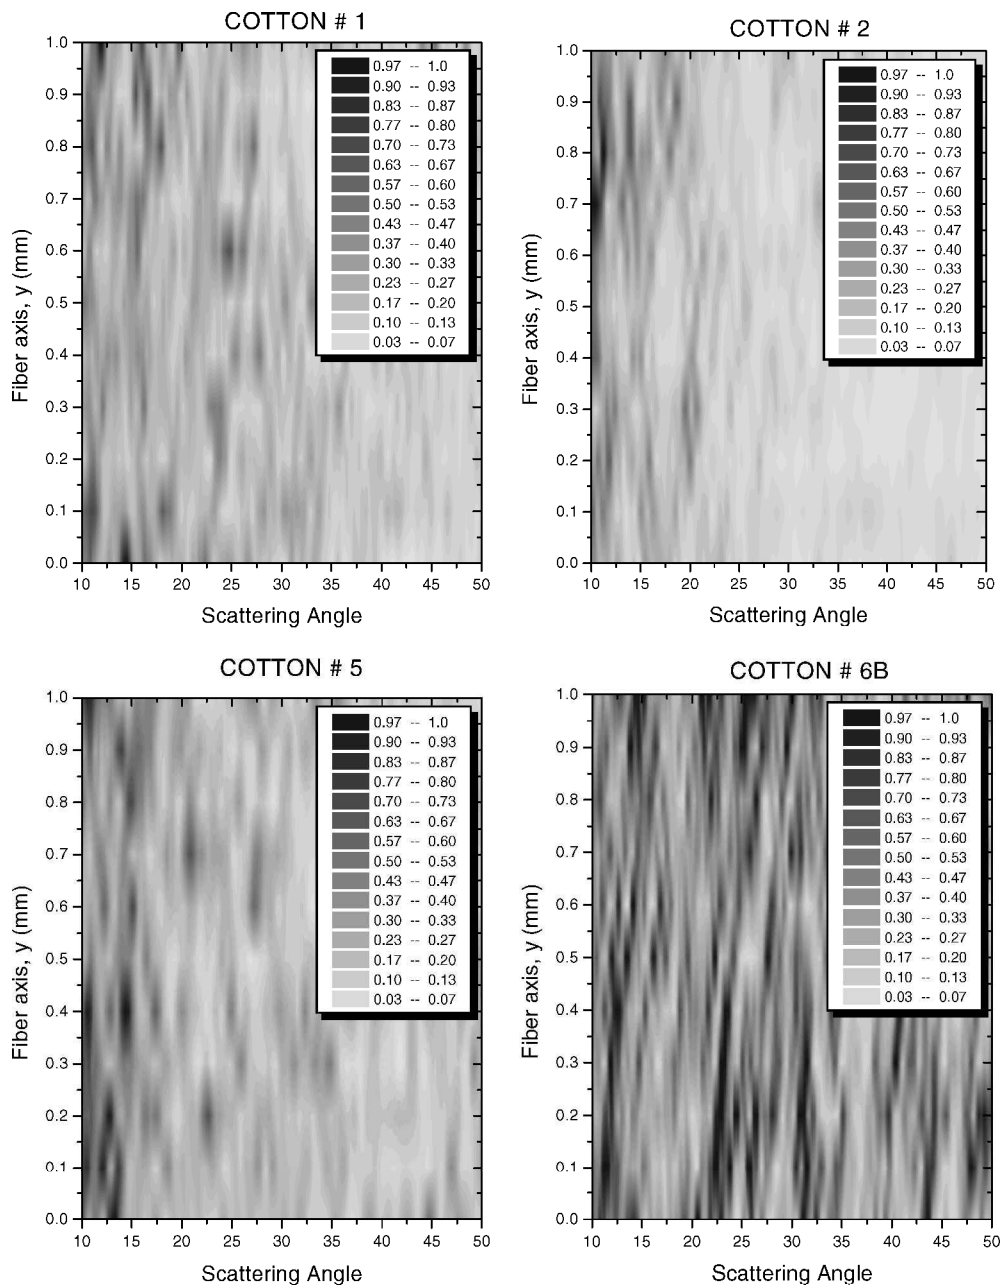 COTTON # 1
0.97 -- 1.0
0.90 -- 0.93
0.83 -- 0.87
0.77 -- 0.80
0.70 -- 0.73
0.63 -- 0.67
0.57 -- 0.60
0.50 -- 0.53
0.43 -- 0.47
0.37 -- 0.40
0.30 -- 0.33
0.23 -- 0.27
0.17 -- 0.20
0.10 -- 0.13
0.03 -- 0.07
Fiber axis, y (mm)
1.0
0.9
0.8
0.7
0.6
0.5
0.4
0.3
0.2
0.1
0.0
10 15 20 25 30 35 40 45 50
Scattering Angle
COTTON # 2
0.97 -- 1.0
0.90 -- 0.93
0.83 -- 0.87
0.77 -- 0.80
0.70 -- 0.73
0.63 -- 0.67
0.57 -- 0.60
0.50 -- 0.53
0.43 -- 0.47
0.37 -- 0.40
0.30 -- 0.33
0.23 -- 0.27
0.17 -- 0.20
0.10 -- 0.13
0.03 -- 0.07
Fiber axis, y (mm)
1.0
0.9
0.8
0.7
0.6
0.5
0.4
0.3
0.2
0.1
0.0
10 15 20 25 30 35 40 45 50
Scattering Angle
COTTON # 5
0.97 -- 1.0
0.90 -- 0.93
0.83 -- 0.87
0.77 -- 0.80
0.70 -- 0.73
0.63 -- 0.67
0.57 -- 0.60
0.50 -- 0.53
0.43 -- 0.47
0.37 -- 0.40
0.30 -- 0.33
0.23 -- 0.27
0.17 -- 0.20
0.10 -- 0.13
0.03 -- 0.07
Fiber axis, y (mm)
1.0
0.9
0.8
0.7
0.6
0.5
0.4
0.3
0.2
0.1
0.0
10 15 20 25 30 35 40 45 50
Scattering Angle
COTTON # 6B
0.97 -- 1.0
0.90 -- 0.93
0.83 -- 0.87
0.77 -- 0.80
0.70 -- 0.73
0.63 -- 0.67
0.57 -- 0.60
0.50 -- 0.53
0.43 -- 0.47
0.37 -- 0.40
0.30 -- 0.33
0.23 -- 0.27
0.17 -- 0.20
0.10 -- 0.13
0.03 -- 0.07
Fiber axis, y (mm)
1.0
0.9
0.8
0.7
0.6
0.5
0.4
0.3
0.2
0.1
0.0
10 15 20 25 30 35 40 45 50
Scattering Angle